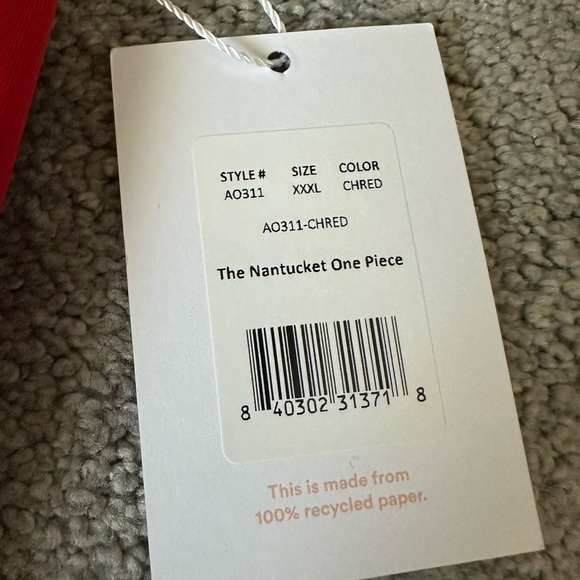 STYLE # SIZE COLOR
AO311 XXXL CHRED
AO311-CHRED
The Nantucket One Piece
8 40302 31371 8
This is made from
100% recycled paper.